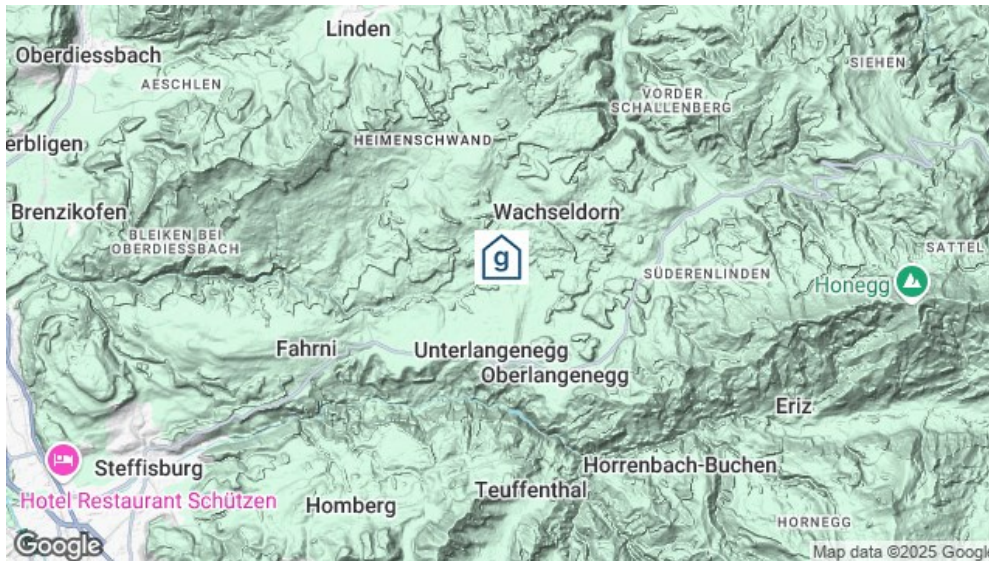 Linden
Oberdiessbach
SIEHEN
AESCHLEN
VORDER
SCHALLENBERG
HEIMENSCHWAND
erbligen
Brenzikofen
Wachseldorn
BLEIKEN BEI
OBERDIESSBACH
SATTEL
g
SÜDERENLINDEN
Honegg
Fahrni
Unterlangenegg
Oberlangenegg
Eriz
Steffisburg
Horrenbach-Buchen
Hotel Restaurant Schützen
Teuffenthal
Homberg
HORNEGG
Google
Map data ©2025 Google